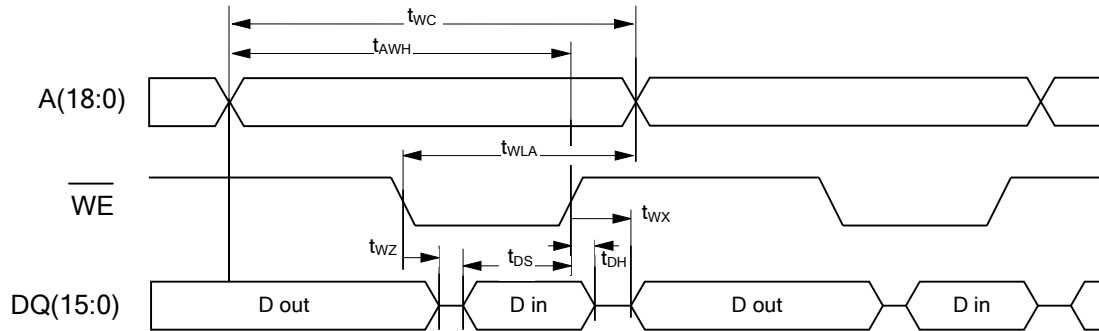 tWC
tAWH
A(18:0)
tWLA
WE
tWX
tWZ
tDS
tDH
DQ(15:0)
D out
D in
D out
D in